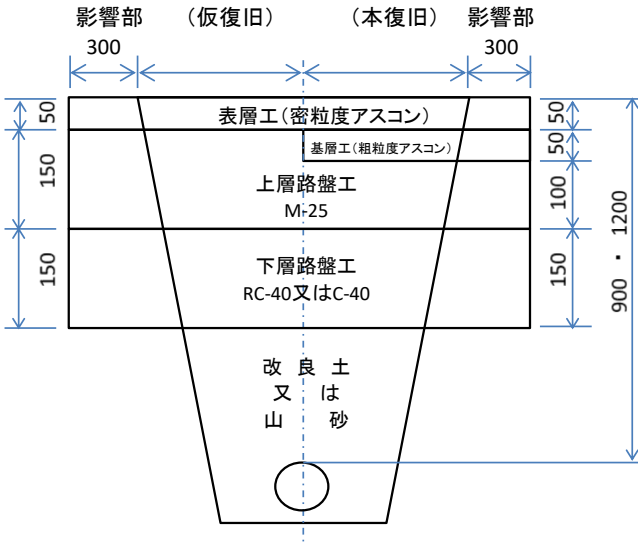 影響部 （仮復旧） （本復旧） 影響部
300 300
50 表層工（密粒度アスコン） 50
基層工（粗粒度アスコン） 50
150 上層路盤工 100
M-25
150 下層路盤工 150
RC-40又はC-40
900 ・ 1200
改 良 土
又 は
山 砂